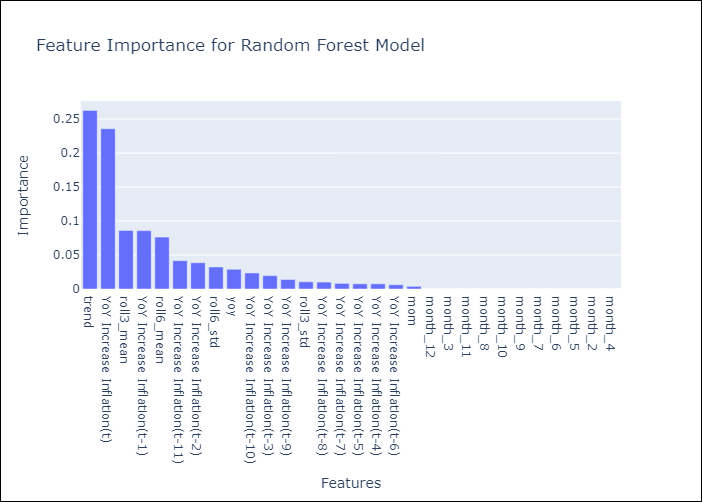 Feature Importance for Random Forest Model
Importance
0.25
0.2
0.15
0.1
0.05
0
trend
YoY Increase Inflation(t)
roll3_mean
YoY Increase Inflation(t-1)
roll6_mean
YoY Increase Inflation(t-11)
YoY Increase Inflation(t-2)
roll6_std
yoy
YoY Increase Inflation(t-10)
YoY Increase Inflation(t-3)
YoY Increase Inflation(t-9)
roll3_std
YoY Increase Inflation(t-8)
YoY Increase Inflation(t-7)
YoY Increase Inflation(t-5)
YoY Increase Inflation(t-4)
YoY Increase Inflation(t-6)
mom
month_12
month_3
month_11
month_8
month_10
month_9
month_7
month_6
month_5
month_2
month_4
Features